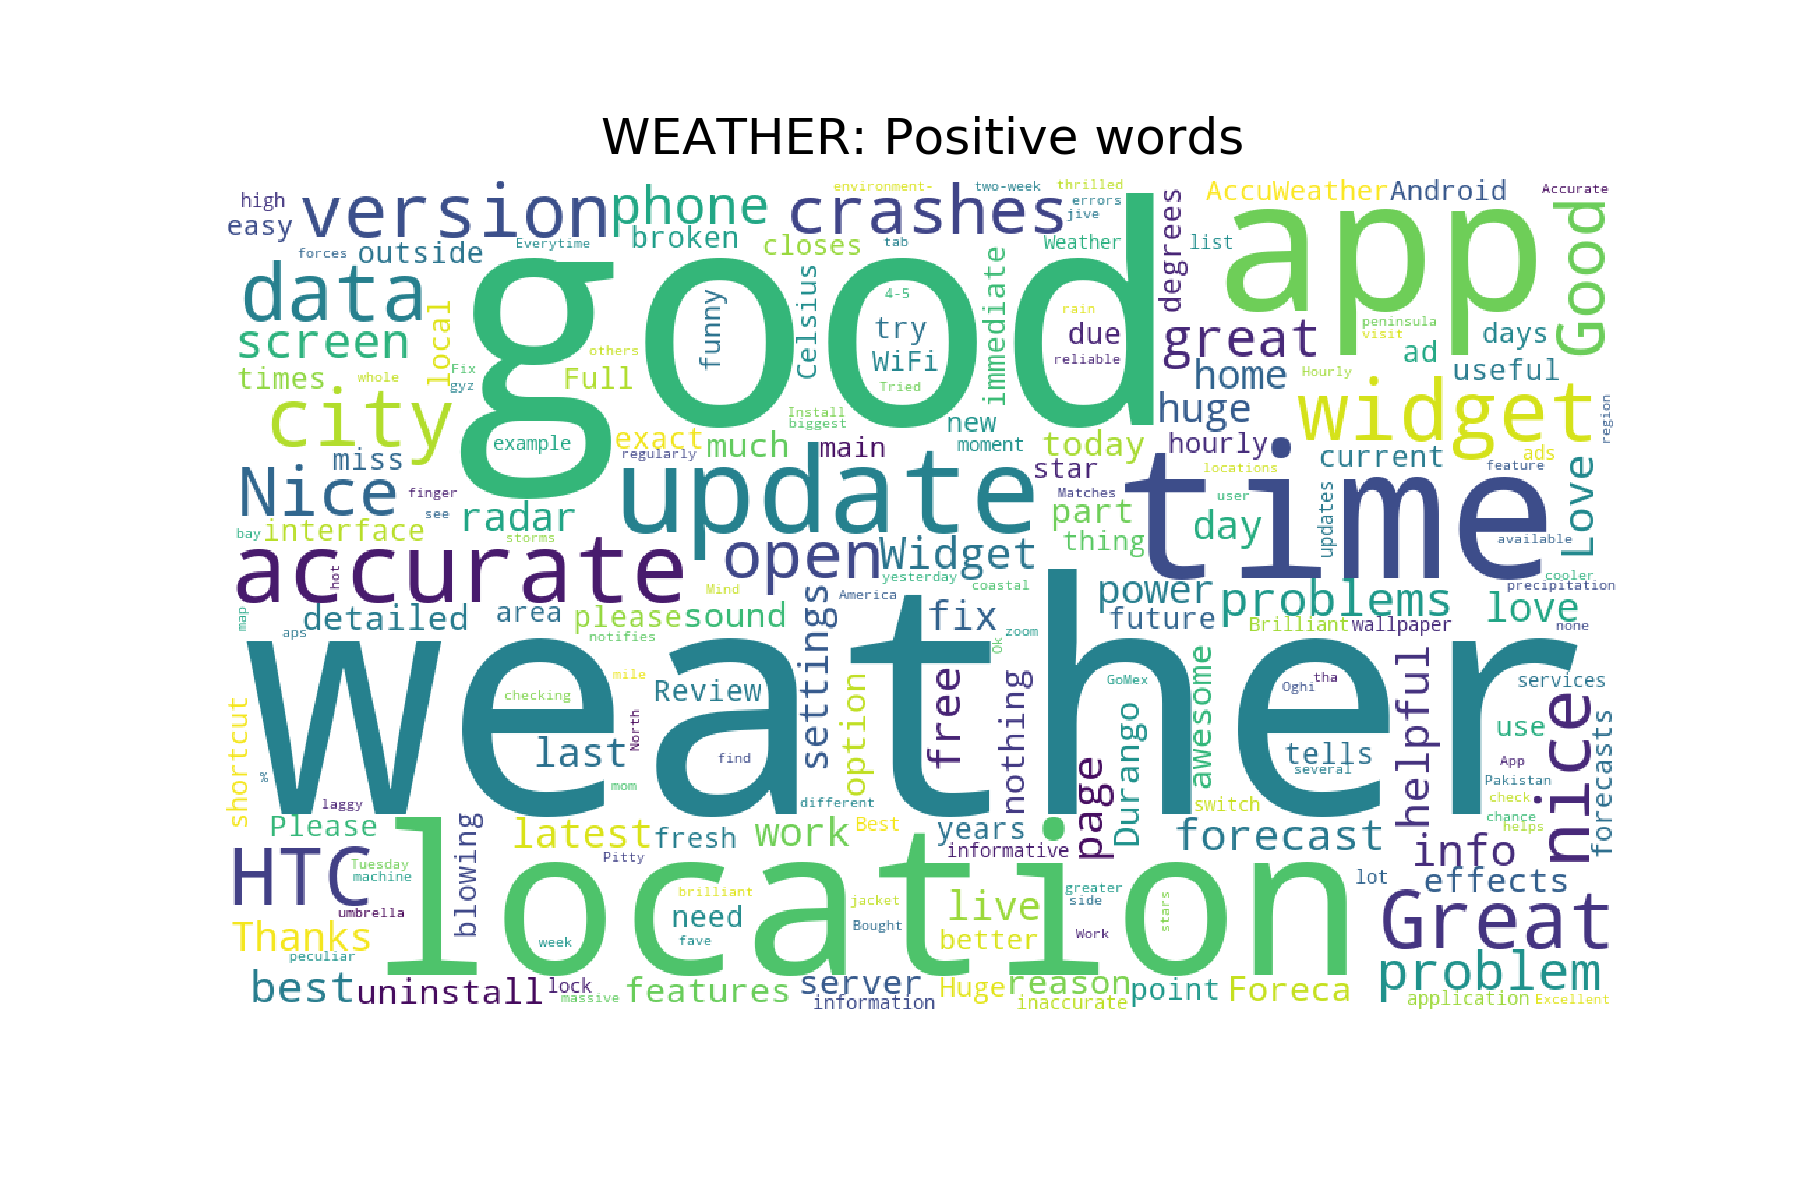 WEATHER: Positive words
high
easy
version
phone
crashes
environment-
two-week
thrilled
errors
jive
AccuWeather
Android
Accurate
degrees
app
Good
forces
outside
Everytime
broken
closes
tab
Weather
list
data
good
local
funny
Celsius
4-5
try
WiFi
Tried
immediate
rain
due
reliable
great
peninsula
visit
ad
days
useful
screen
times
whole
Fix
gyz
others
Full
home
Hourly
huge
widget
region
city
example
exact
regularly
much
Install
biggest
main
new
moment
today
hourly
star
locations
current
ads
feature
Love
miss
Nice
finger
see
radar
storms
update
Matches
part
thing
time
user
day
updates
available
bay
interface
accurate
hot
open
Widget
yesterday
coastal
cooler
precipitation
map
aps
detailed
area
please
notifies
sound
Mind
settings
America
fix
Ok
zoom
power
future
problems
Brilliant
wallpaper
love
none
weather
checking
mile
Review
North
last
find
mom
option
different
free
nothing
GoMex
Durango
page
awesome
switch
Oghi
tha
tells
several
helpful
services
use
nice
App
Pakistan
check
chance
helps
forecasts
shortcut
laggy
Please
blowing
latest
fresh
Pitty
work
Best
years
informative
forecast
info
effects
lot
HTC
Tuesday
machine
umbrella
location
Thanks
peculiar
week
brilliant
need
fave
jacket
Bought
live
better
greater
side
Work
stars
Great
problem
best
uninstall
lock
massive
features
server
information
Huge
reason
inaccurate
point
Foreca
application
Excellent